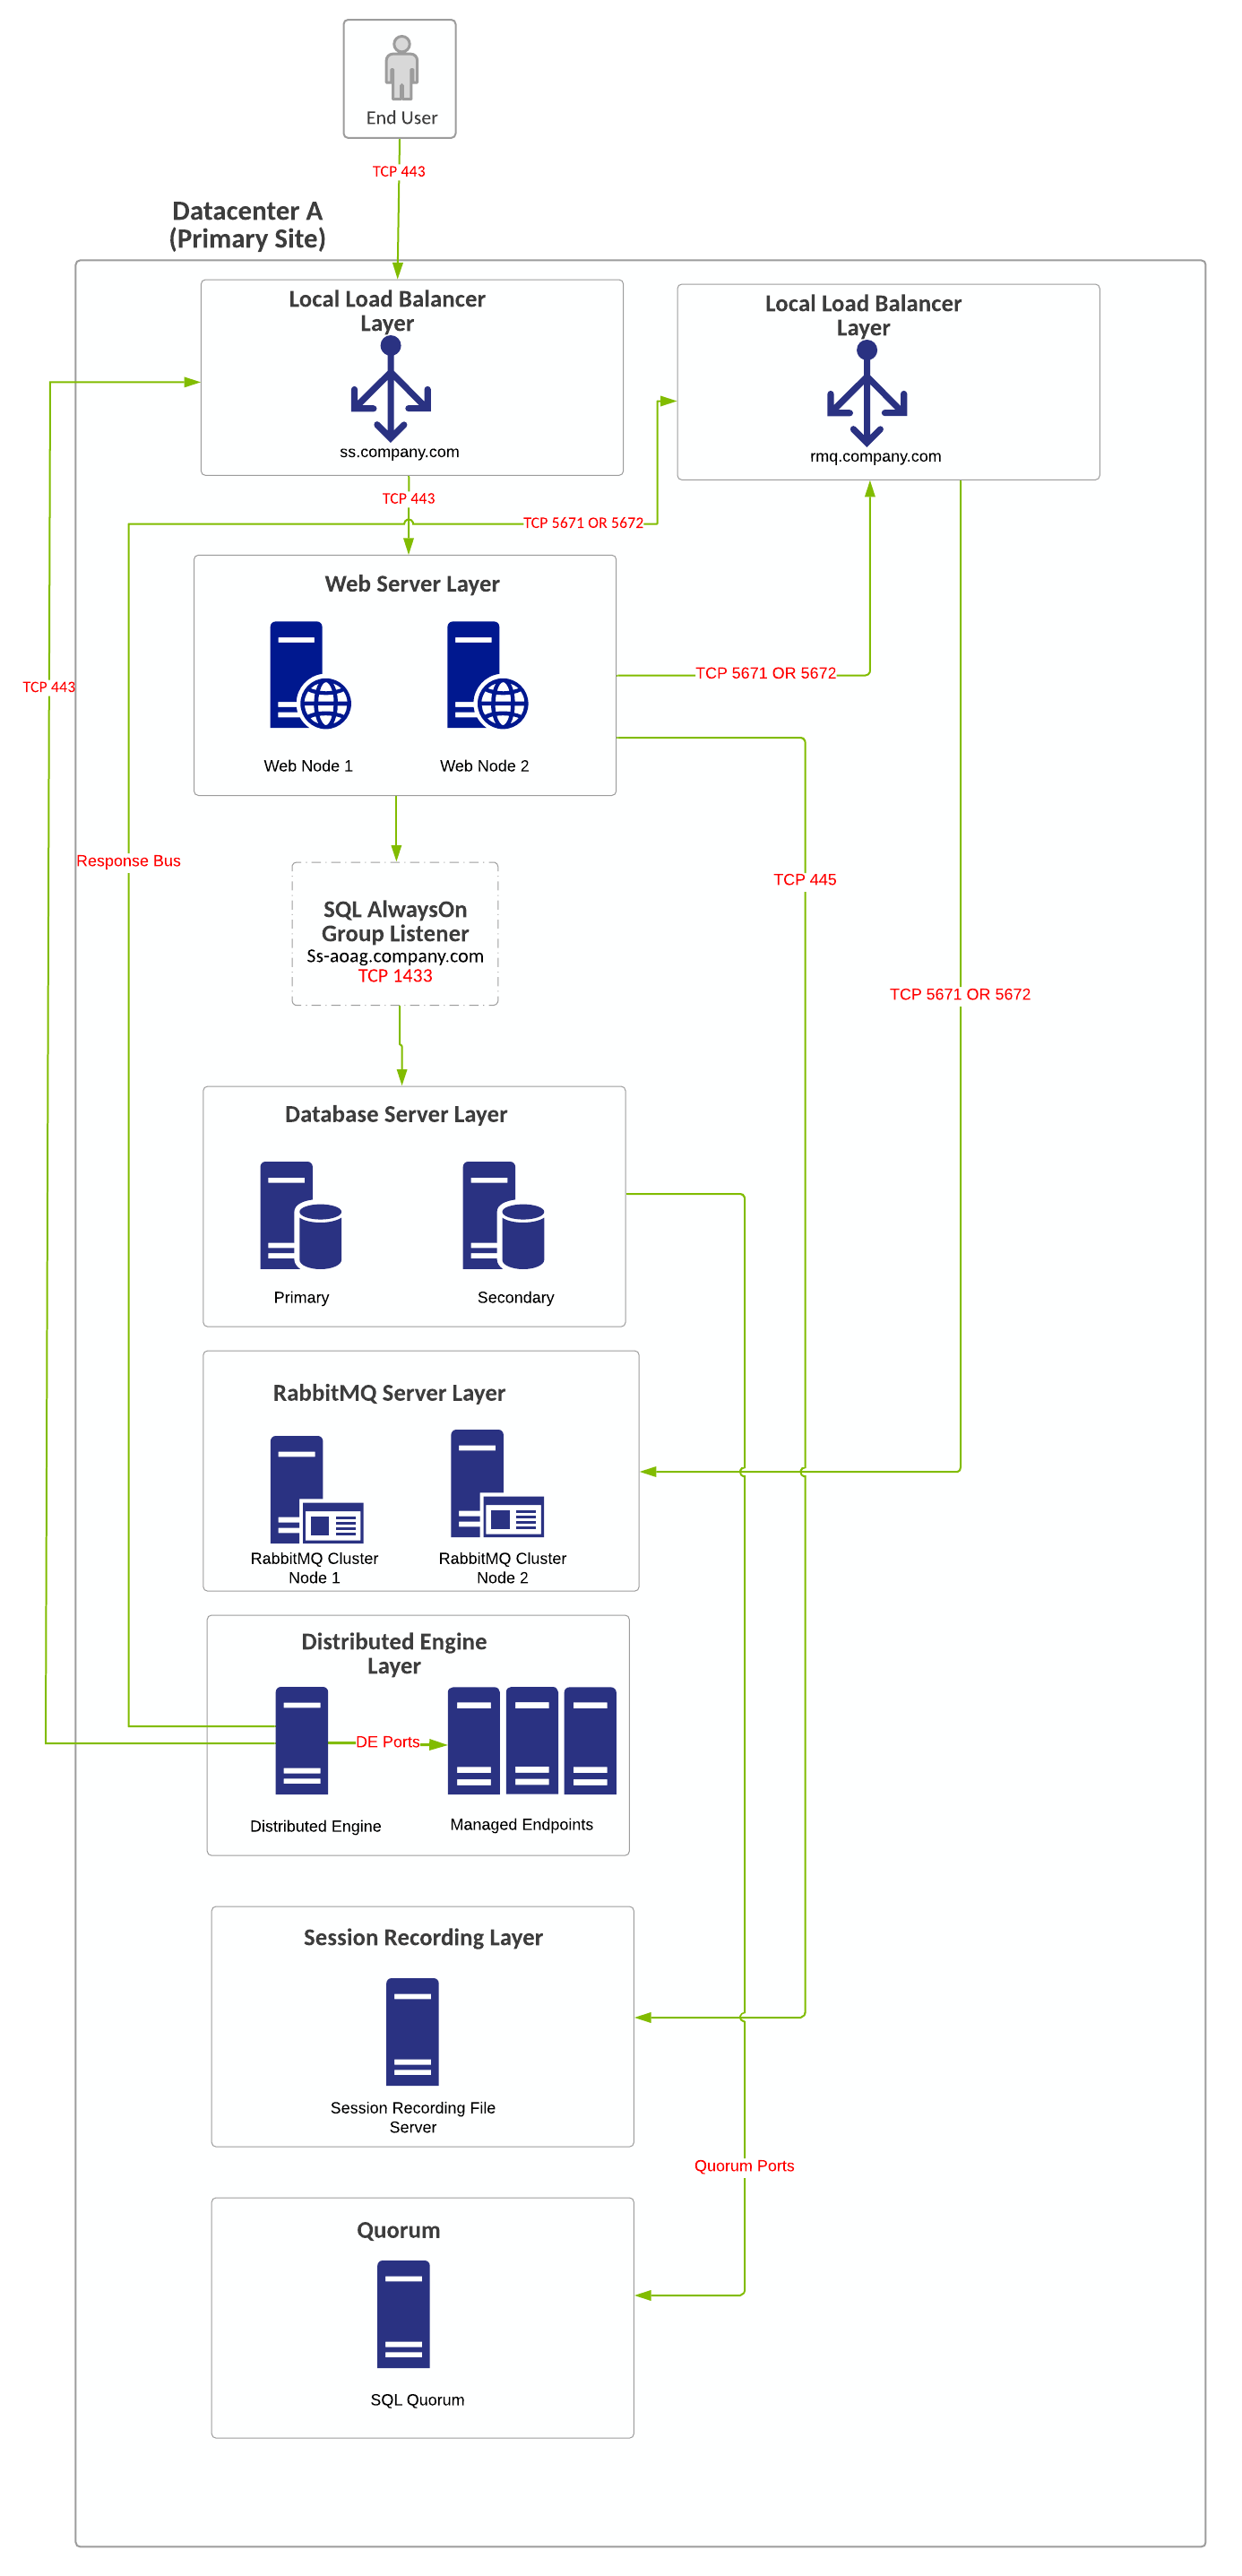 End User
TCP 443
Datacenter A
(Primary Site)
Local Load Balancer
Layer
ss.company.com
Local Load Balancer
Layer
rmq.company.com
TCP 443
TCP 5671 OR 5672
Web Server Layer
Web Node 1
Web Node 2
TCP 5671 OR 5672
TCP 443
Response Bus
TCP 445
SQL AlwaysOn
Group Listener
Ss-aoag.company.com
TCP 1433
TCP 5671 OR 5672
Database Server Layer
Primary
Secondary
RabbitMQ Server Layer
RabbitMQ Cluster
Node 1
RabbitMQ Cluster
Node 2
Distributed Engine
Layer
DE Ports
Distributed Engine
Managed Endpoints
Session Recording Layer
Session Recording File
Server
Quorum Ports
Quorum
SQL Quorum